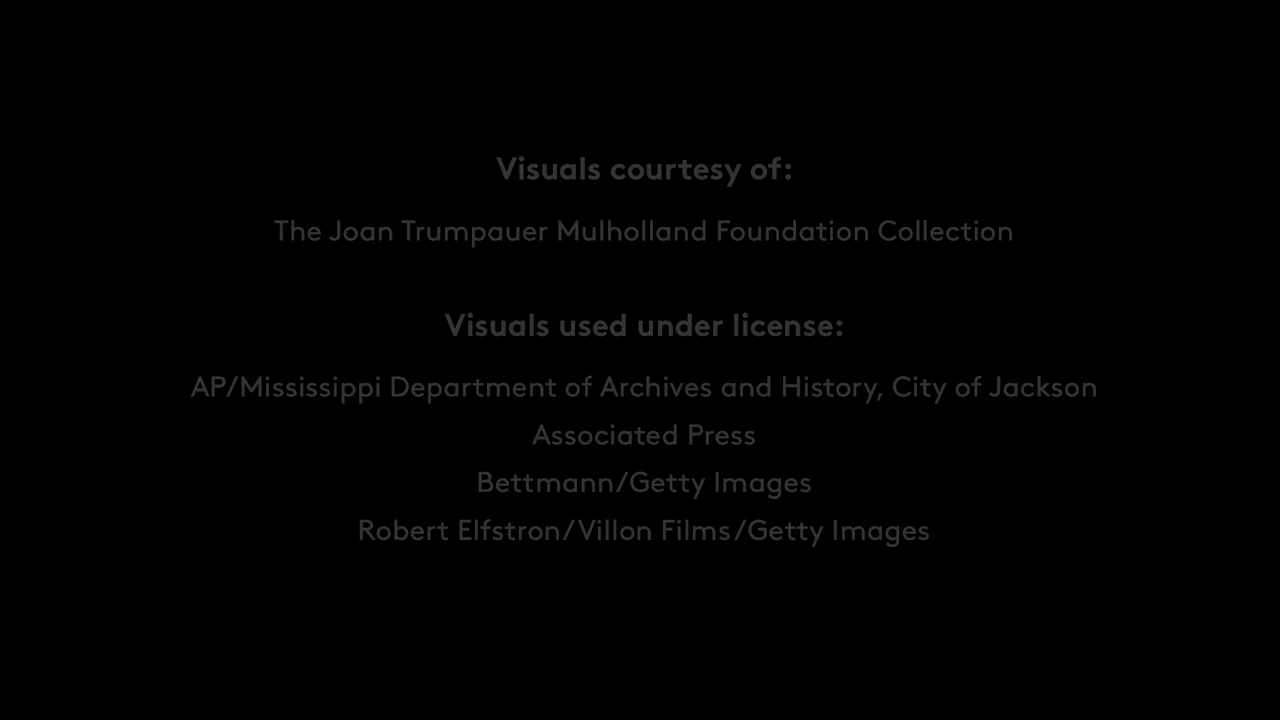 Visuals courtesy of:
The Joan Trumpauer Mulholland Foundation Collection
Visuals used under license:
AP/Mississippi Department of Archives and History, City of Jackson
Associated Press
Bettmann/Getty Images
Robert Elfstron/Villon Films/Getty Images